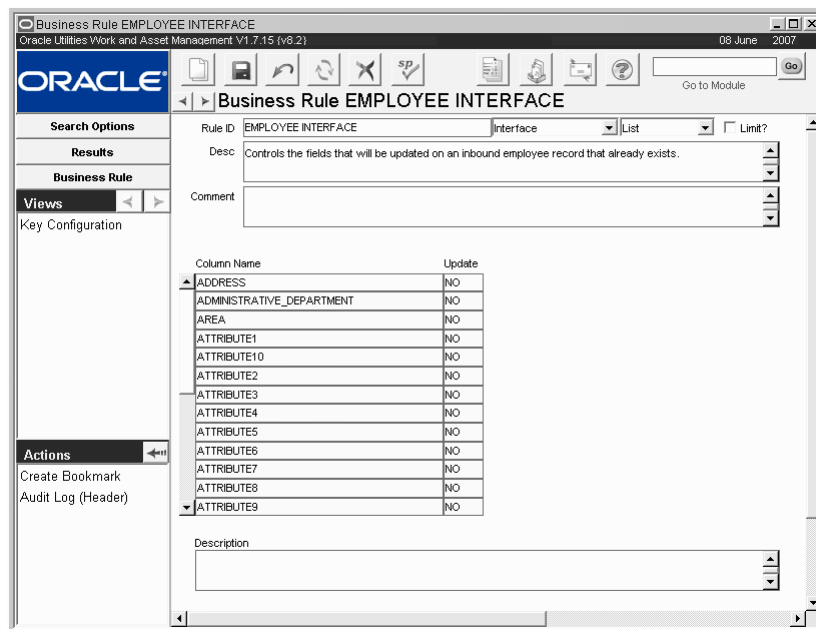 Business Rule EMPLOYEE INTERFACE
Oracle Utilities Work and Asset Management V1.7.15 {v8.2} 08 June 2007
ORACLE
Go
Go to Module
Business Rule EMPLOYEE INTERFACE
Search Options
Results
Business Rule
Views
Key Configuration
Actions
Create Bookmark
Audit Log (Header)
Rule ID EMPLOYEE INTERFACE Interface List Limit?
Desc Controls the fields that will be updated on an inbound employee record that already exists.
Comment
Column Name Update
ADDRESS NO
ADMINISTRATIVE_DEPARTMENT NO
AREA NO
ATTRIBUTE1 NO
ATTRIBUTE10 NO
ATTRIBUTE2 NO
ATTRIBUTE3 NO
ATTRIBUTE4 NO
ATTRIBUTE5 NO
ATTRIBUTE6 NO
ATTRIBUTE7 NO
ATTRIBUTE8 NO
ATTRIBUTE9 NO
Description